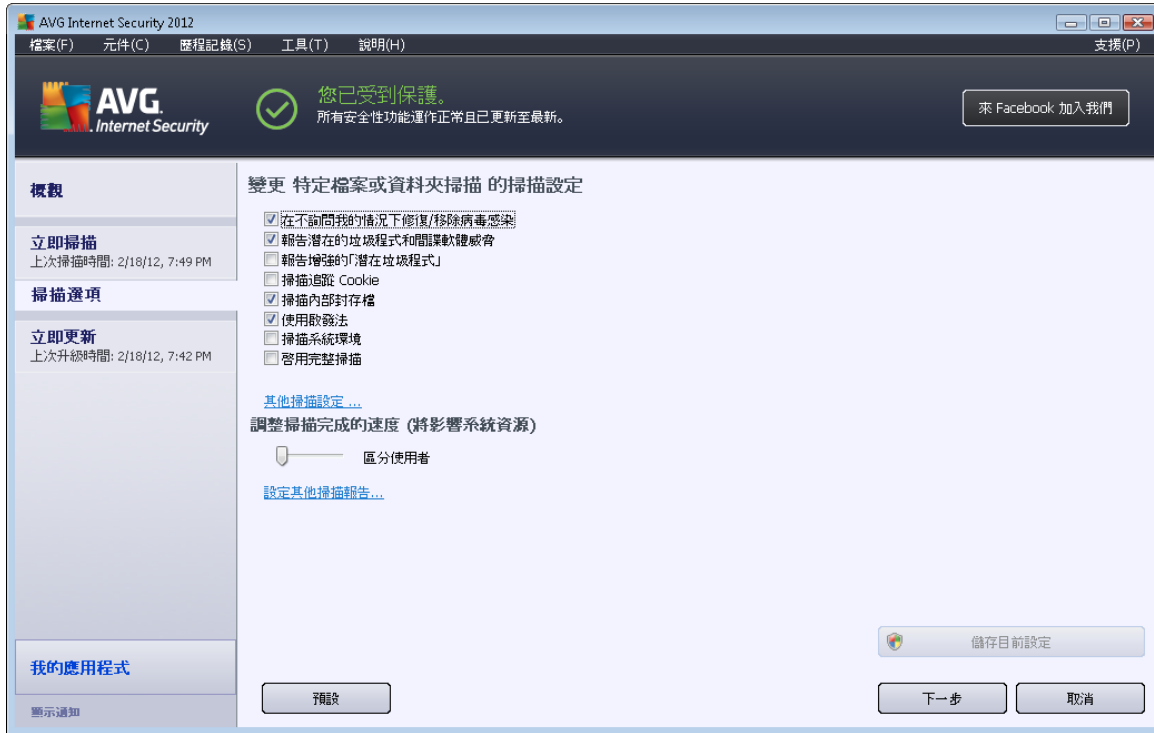 AVG Internet Security 2012
檔案(F) 元件(C) 歷程記錄(S) 工具(T) 說明(H) 支援(P)
AVG.
Internet Security
您已受到保護。
所有安全性功能運作正常且已更新至最新。
來 Facebook 加入我們
概觀
立即掃描
上次掃描時間: 2/18/12, 7:49 PM
掃描選項
立即更新
上次升級時間: 2/18/12, 7:42 PM
我的應用程式
顯示通知
變更 特定檔案或資料夾掃描 的掃描設定
在不詢問我的情況下修復/移除病毒感染
報告潛在的垃圾程式和間諜軟體威脅
報告增強的「潛在垃圾程式」
掃描追蹤 Cookie
掃描內部封存檔
使用啟發法
掃描系統環境
啓用完整掃描
其他掃描設定 ...
調整掃描完成的速度 (將影響系統資源)
區分使用者
設定其他掃描報告...
儲存目前設定
預設 下一步 取消